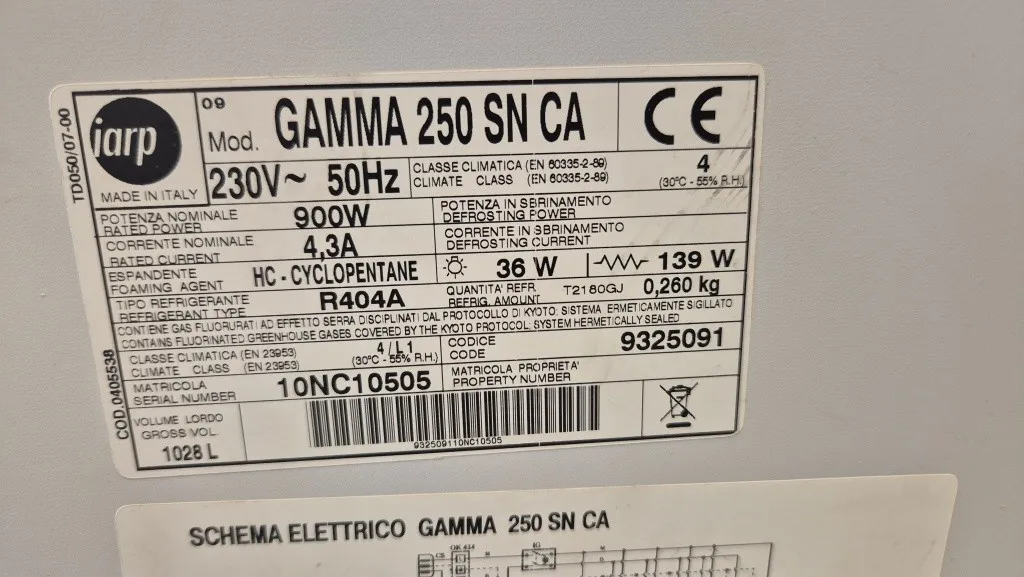 iarp
MADE IN ITALY
TD050/07-00
COD.0405538
09
Mod. GAMMA 250 SN CA
CE
230V~ 50Hz
CLASSE CLIMATICA (EN 60335-2-89)
CLIMATE CLASS (EN 60335-2-89)
4
(30°C - 55% R.H.)
POTENZA NOMINALE
RATED POWER
900W
POTENZA IN SBRINAMENTO
DEFROSTING POWER
CORRENTE NOMINALE
RATED CURRENT
4,3A
CORRENTE IN SBRINAMENTO
DEFROSTING CURRENT
ESPANDENTE
FOAMING AGENT
HC - CYCLOPENTANE
36 W
139 W
TIPO REFRIGERANTE
REFRIGERANT TYPE
R404A
QUANTITA' REFR.
REFRIG. AMOUNT
T2180GJ
0,260 kg
CONTIENE GAS FLUORURATI AD EFFETTO SERRA DISCIPLINATI DAL PROTOCOLLO DI KYOTO. SISTEMA ERMETICAMENTE SIGILLATO
CONTAINS FLUORINATED GREENHOUSE GASES COVERED BY THE KYOTO PROTOCOL; SYSTEM HERMETICALLY SEALED
CLASSE CLIMATICA (EN 23953)
CLIMATE CLASS (EN 23953)
4 / L1
(30°C - 55% R.H.)
CODICE
CODE
9325091
MATRICOLA
SERIAL NUMBER
10NC10505
MATRICOLA PROPRIETA'
PROPERTY NUMBER
VOLUME LORDO
GROSS VOL
1028 L
932509110NC10505
SCHEMA ELETTRICO GAMMA 250 SN CA